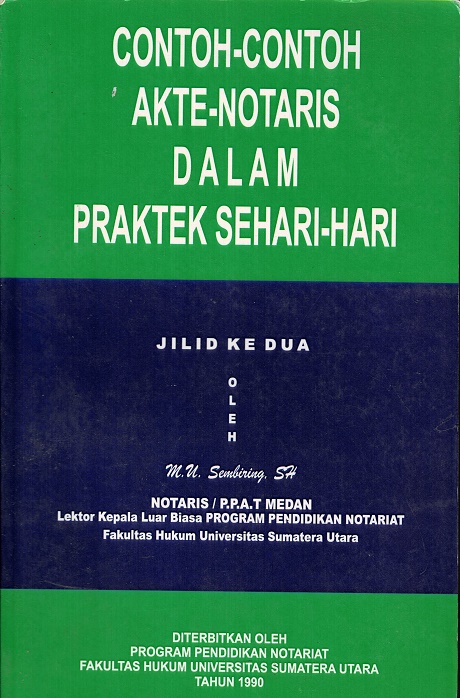 CONTOH-CONTOH
AKTE-NOTARIS
DALAM
PRAKTEK SEHARI-HARI
JILID KE DUA
OLEH
M.U. Sembiring, SH
NOTARIS / P.P.A.T MEDAN
Lektor Kepala Luar Biasa PROGRAM PENDIDIKAN NOTARIAT
Fakultas Hukum Universitas Sumatera Utara
DITERBITKAN OLEH
PROGRAM PENDIDIKAN NOTARIAT
FAKULTAS HUKUM UNIVERSITAS SUMATERA UTARA
TAHUN 1990